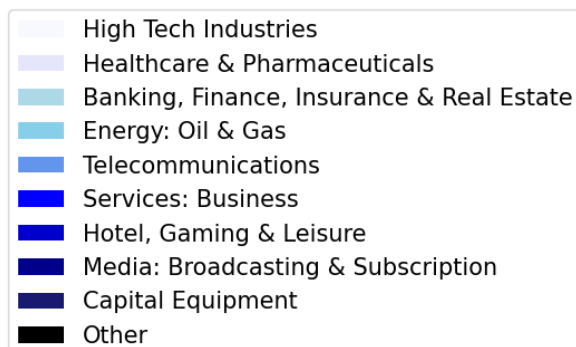 High Tech Industries
Healthcare & Pharmaceuticals
Banking, Finance, Insurance & Real Estate
Energy: Oil & Gas
Telecommunications
Services: Business
Hotel, Gaming & Leisure
Media: Broadcasting & Subscription
Capital Equipment
Other